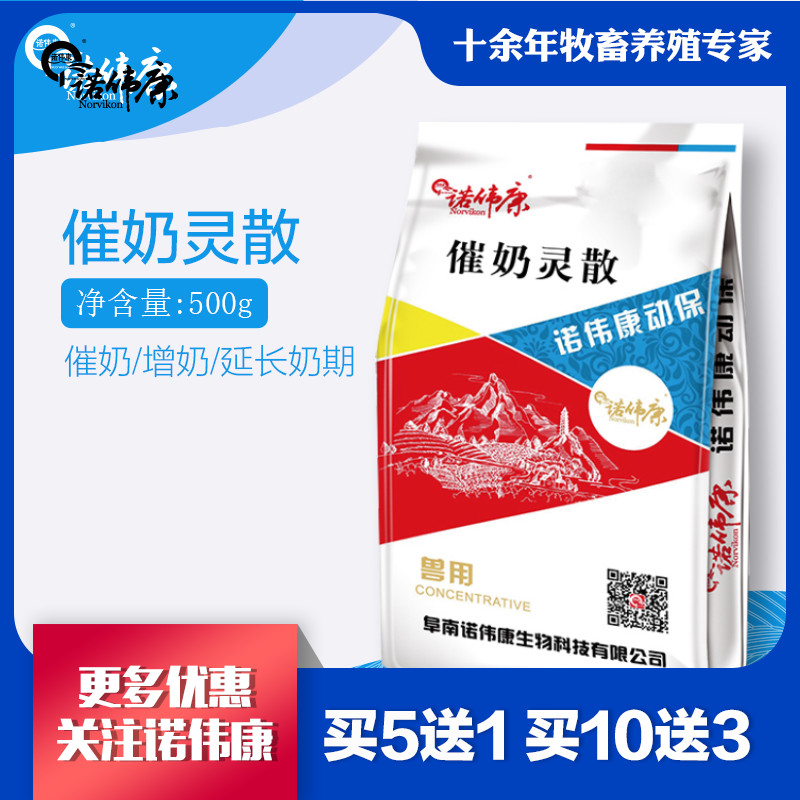 诺伟康
Norvikon
十余年牧畜养殖专家
催奶灵散
净含量:500g
催奶/增奶/延长奶期
诺伟康
Norvikon
催奶灵散
诺伟康动保
诺伟康
兽用
CONCENTRATIVE
阜南诺伟康生物科技有限公司
诺伟康动保
诺伟康
Norvikon
更多优惠
关注诺伟康
买5送1 买10送3